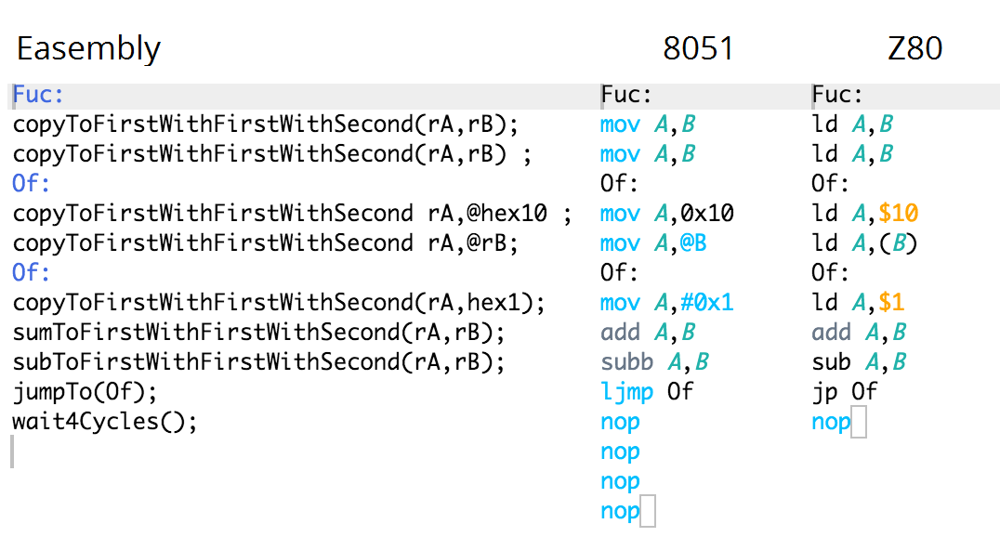 Easembly 8051 Z80
Fuc: Fuc: Fuc:
copyToFirstWithFirstWithSecond(rA,rB); mov A,B ld A,B
copyToFirstWithFirstWithSecond(rA,rB) ; mov A,B ld A,B
Of: Of: Of:
copyToFirstWithFirstWithSecond rA,@hex10 ; mov A,0x10 ld A,$10
copyToFirstWithFirstWithSecond rA,@rB; mov A,@B ld A,(B)
Of: Of: Of:
copyToFirstWithFirstWithSecond(rA,hex1); mov A,#0x1 ld A,$1
sumToFirstWithFirstWithSecond(rA,rB); add A,B add A,B
subToFirstWithFirstWithSecond(rA,rB); subb A,B sub A,B
jumpTo(Of); ljmp Of jp Of
wait4Cycles(); nop nop
nop
nop
nop